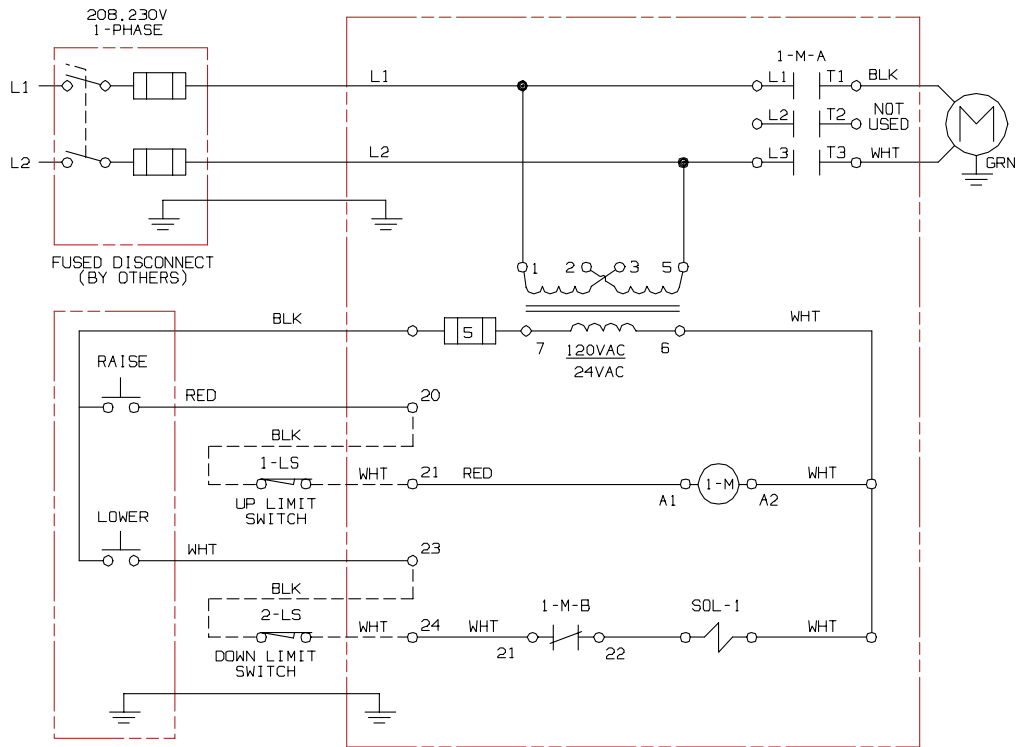 208.230V
1-PHASE
1-M-A
L1
L1
L1
T1
BLK
L2
T2
NOT
USED
M
L2
L2
L3
T3
WHT
GRN
FUSED DISCONNECT
(BY OTHERS)
1
2
3
5
BLK
5
7
120VAC
24VAC
6
WHT
RAISE
RED
20
BLK
1-LS
WHT
21
RED
A1
1-M
A2
WHT
UP LIMIT
SWITCH
LOWER
WHT
23
BLK
2-LS
WHT
24
WHT
1-M-B
21
22
SOL-1
WHT
DOWN LIMIT
SWITCH